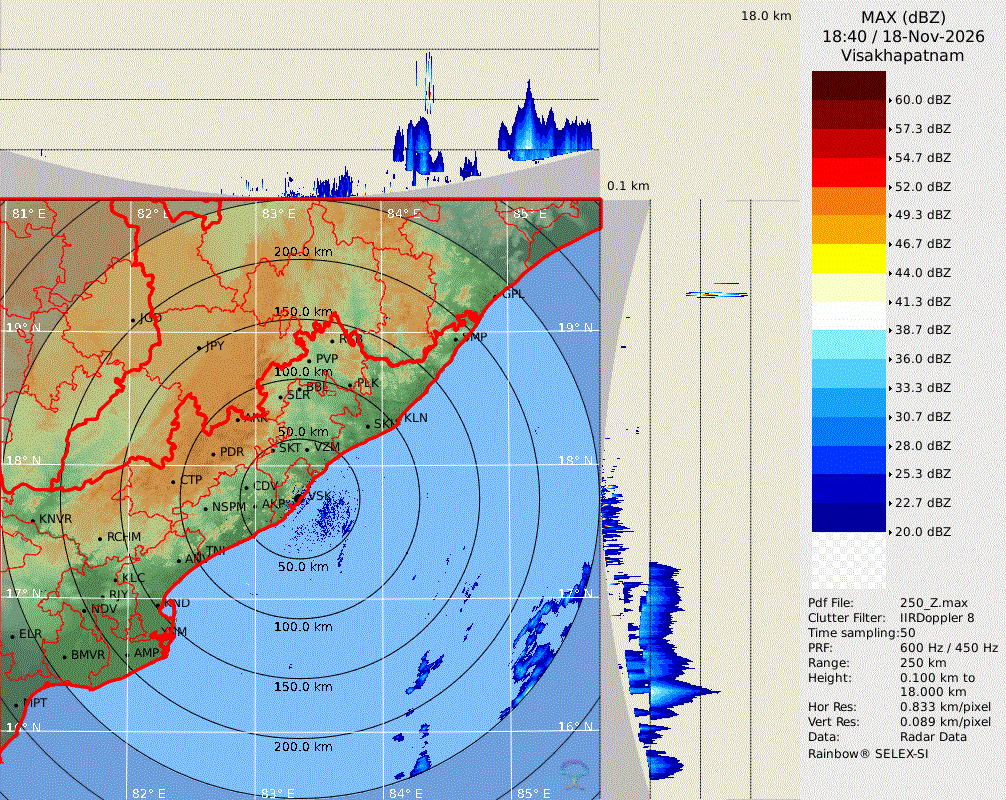 18.0 km
MAX (dBZ)
18:40 / 18-Nov-2026
Visakhapatnam
60.0 dBZ
57.3 dBZ
54.7 dBZ
52.0 dBZ
49.3 dBZ
46.7 dBZ
44.0 dBZ
41.3 dBZ
38.7 dBZ
36.0 dBZ
33.3 dBZ
30.7 dBZ
28.0 dBZ
25.3 dBZ
22.7 dBZ
20.0 dBZ
0.1 km
81° E 82° E 83° E 84° E 85° E
200.0 km
GPL
150.0 km
JGD
19° N 19° N
JPY
PVP
100.0 km
BBL PLK
SLR
KLN
50.0 km
SKT VZM
PDR
18° N 18° N
CTP
CDV
VSK
NSPM AKP
KNVR
RCHM
TNI
50.0 km
KLC
RJY
17° N 17° N
NDV KND
100.0 km
ELR
BMVR AMP
150.0 km
MPT
16° N 16° N
200.0 km
82° E 83° E 84° E 85° E
Pdf File: 250_Z.max
Clutter Filter: IIRDoppler 8
Time sampling:50
PRF: 600 Hz / 450 Hz
Range: 250 km
Height: 0.100 km to
18.000 km
Hor Res: 0.833 km/pixel
Vert Res: 0.089 km/pixel
Data: Radar Data
Rainbow® SELEX-SI